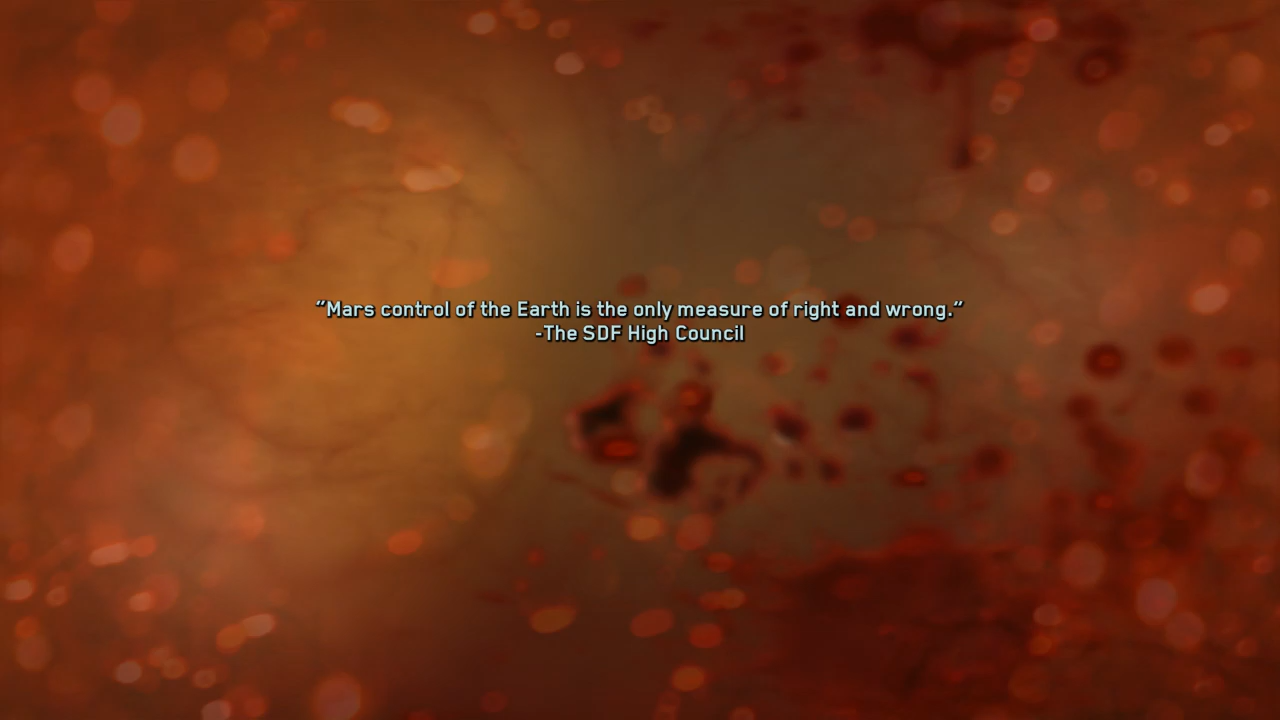 "Mars control of the Earth is the only measure of right and wrong."
-The SDF High Council